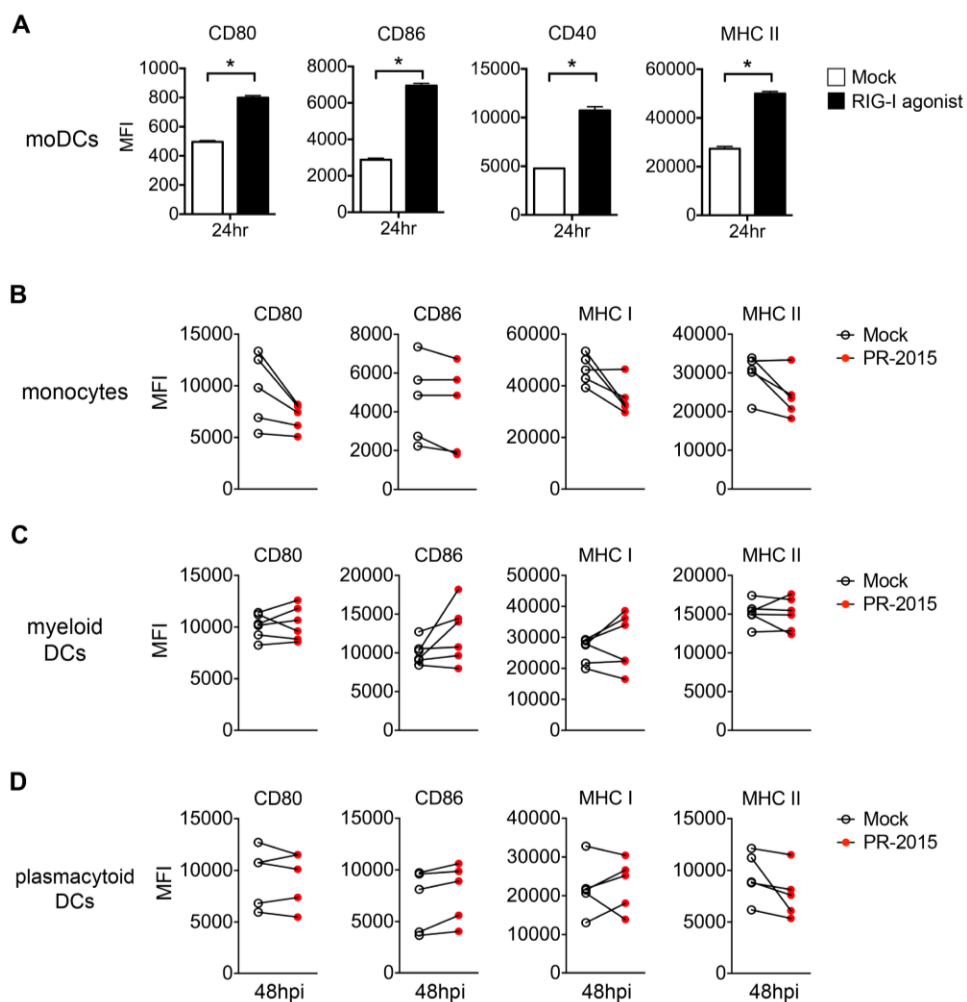 A
CD80 CD86 CD40 MHC II
moDCs
MFI
1000 8000 15000 60000
800 6000 10000 40000
600 4000 5000 20000
400 2000 0 0
200 0
0
* * * *
Mock
RIG-I agonist
24hr 24hr 24hr 24hr
B
CD80 CD86 MHC I MHC II
monocytes
MFI
15000 8000 60000 40000
10000 6000 40000 30000
5000 4000 20000 20000
0 2000 0 10000
0 0
Mock
PR-2015
C
CD80 CD86 MHC I MHC II
myeloid
DCs
MFI
15000 20000 50000 20000
10000 15000 40000 15000
5000 10000 30000 10000
0 5000 20000 5000
0 10000 0
0
Mock
PR-2015
D
CD80 CD86 MHC I MHC II
plasmacytoid
DCs
MFI
15000 15000 40000 15000
10000 10000 30000 10000
5000 5000 20000 5000
0 0 10000 0
0
Mock
PR-2015
48hpi 48hpi 48hpi 48hpi